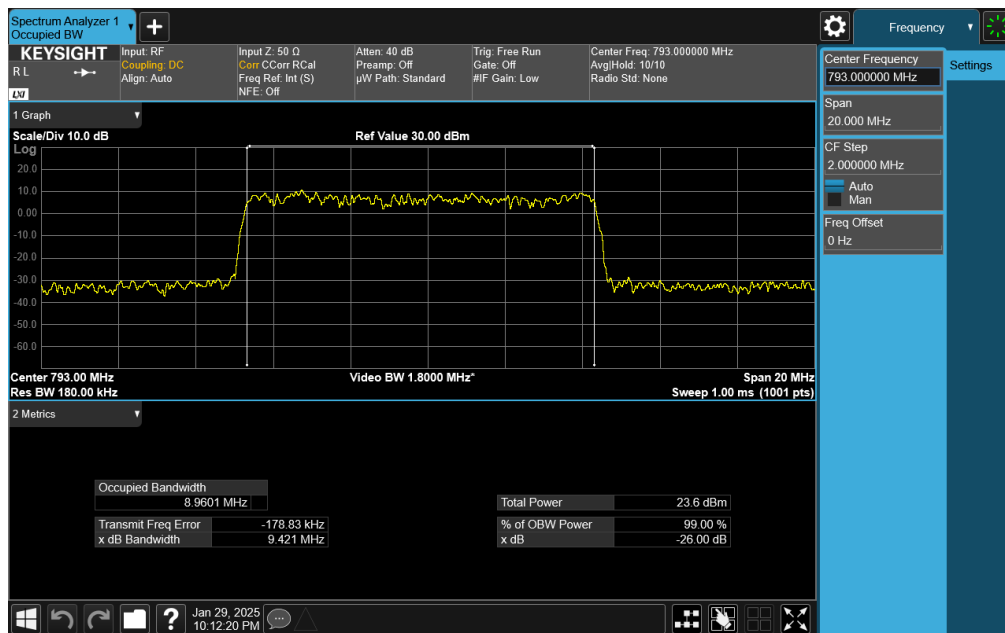 Spectrum Analyzer 1
Occupied BW
Frequency
KEYSIGHT
R L
LXI
Input: RF
Coupling: DC
Align: Auto
Input Z: 50 Ω
Corr CCorr RCal
Freq Ref: Int (S)
NFE: Off
Atten: 40 dB
Preamp: Off
µW Path: Standard
Trig: Free Run
Gate: Off
#IF Gain: Low
Center Freq: 793.000000 MHz
Avg|Hold: 10/10
Radio Std: None
Center Frequency
793.000000 MHz
Settings
Span
20.000 MHz
CF Step
2.000000 MHz
Auto
Man
Freq Offset
0 Hz
1 Graph
Scale/Div 10.0 dB
Ref Value 30.00 dBm
Log
20.0
10.0
0.00
-10.0
-20.0
-30.0
-40.0
-50.0
-60.0
Center 793.00 MHz
Video BW 1.8000 MHz*
Span 20 MHz
Res BW 180.00 kHz
Sweep 1.00 ms (1001 pts)
2 Metrics
Occupied Bandwidth
8.9601 MHz
Transmit Freq Error -178.83 kHz
x dB Bandwidth 9.421 MHz
Total Power 23.6 dBm
% of OBW Power 99.00 %
x dB -26.00 dB
Jan 29, 2025
10:12:20 PM